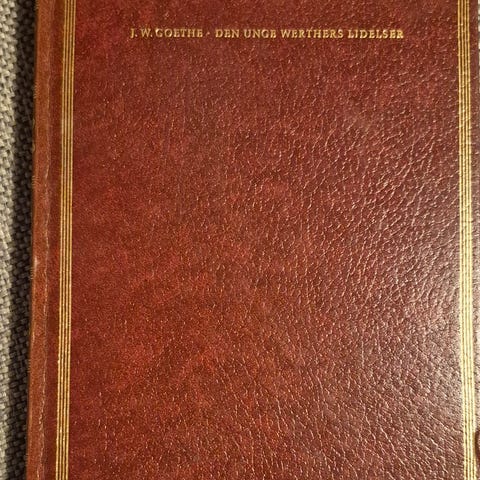 J. W. GOETHE · DEN UNGE WERTHERS LIDELSER